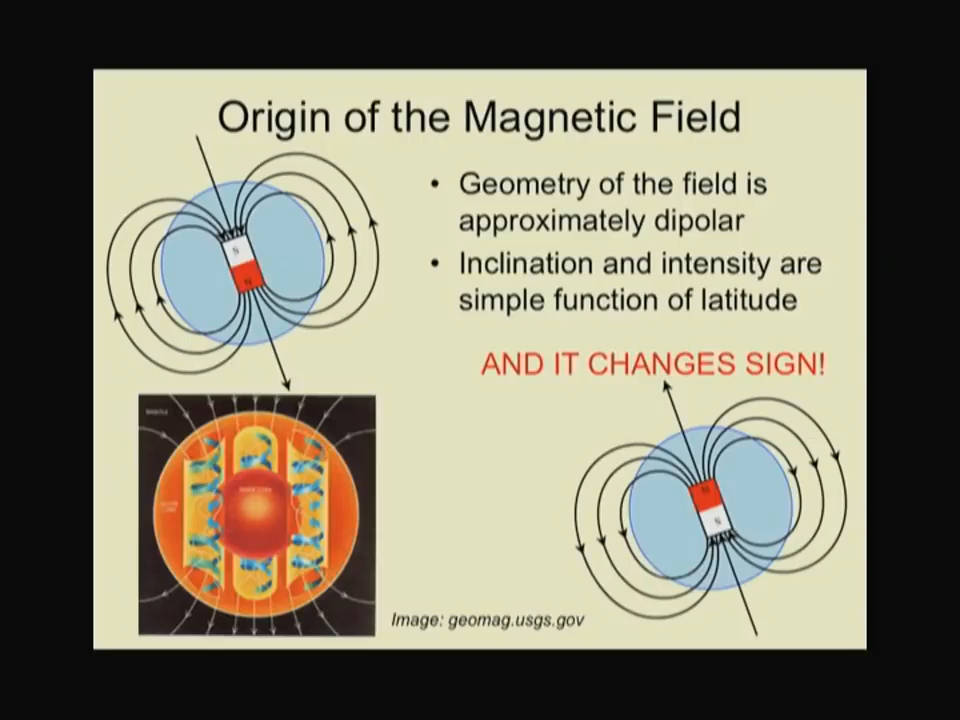 Origin of the Magnetic Field
• Geometry of the field is
approximately dipolar
• Inclination and intensity are
simple function of latitude
AND IT CHANGES SIGN!
S
N
MANTLE
Image: geomag.usgs.gov